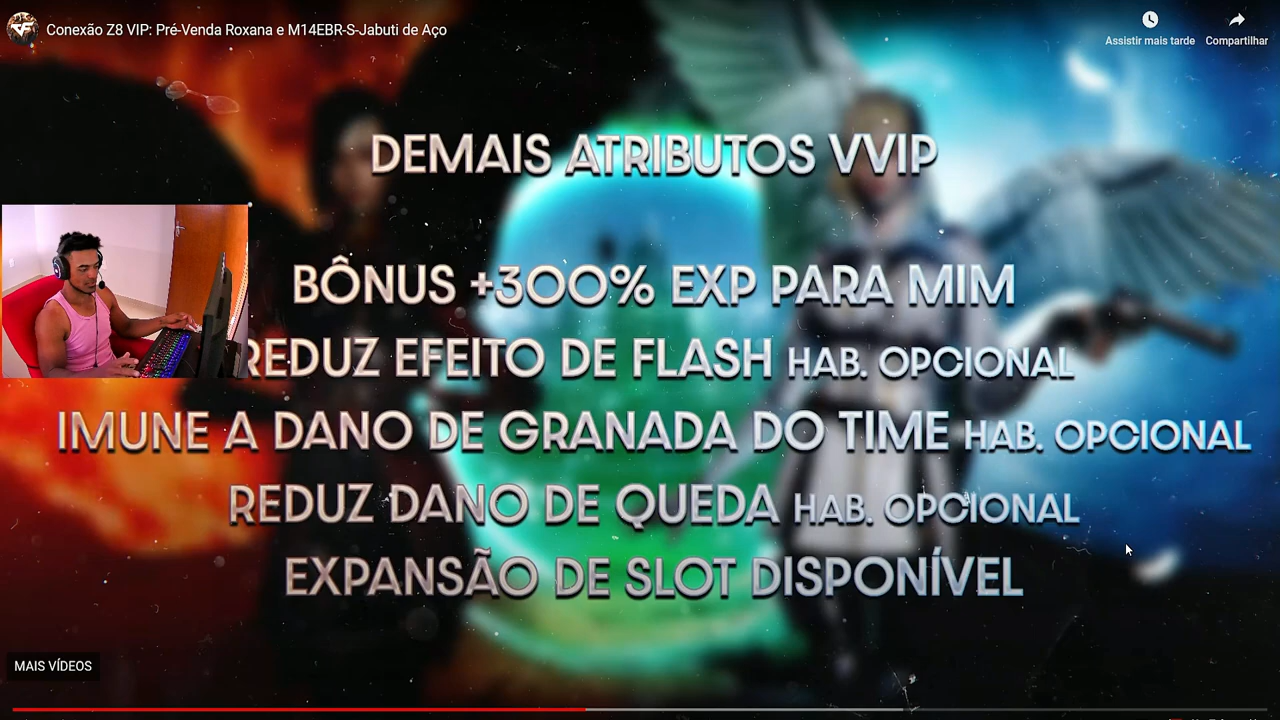 Conexão Z8 VIP: Pré-Venda Roxana e M14EBR-S-Jabuti de Aço
Assistir mais tarde
Compartilhar
DEMAIS ATRIBUTOS VVIP
BÔNUS +300% EXP PARA MIM
REDUZ EFEITO DE FLASH HAB. OPCIONAL
IMUNE A DANO DE GRANADA DO TIME HAB. OPCIONAL
REDUZ DANO DE QUEDA HAB. OPCIONAL
EXPANSÃO DE SLOT DISPONÍVEL
MAIS VÍDEOS